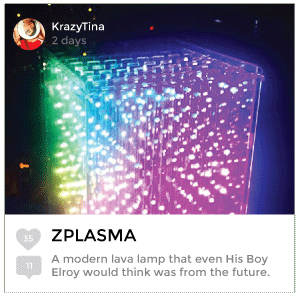 KrazyTina
2 days
35
ZPLASMA
11
A modern lava lamp that even His Boy
Elroy would think was from the future.